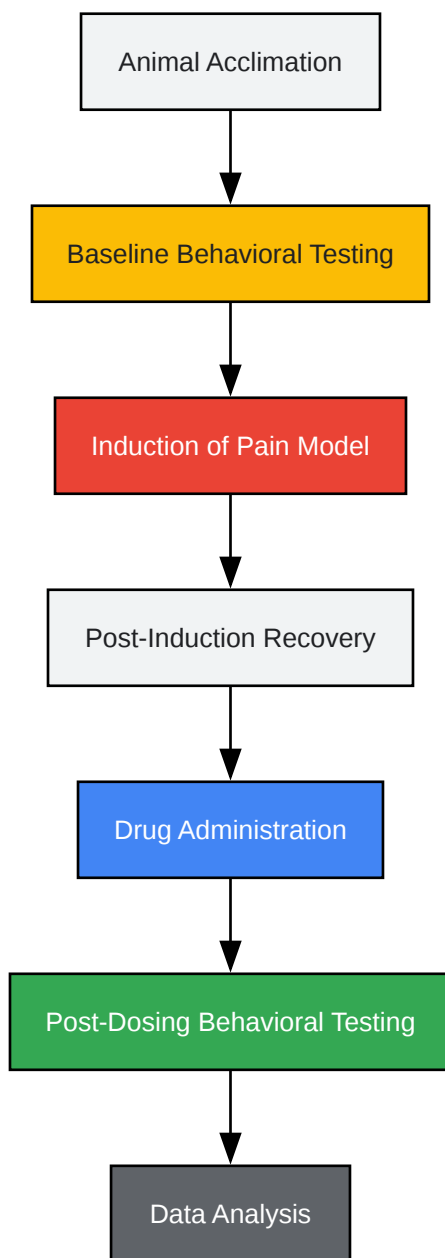 Animal Acclimation
Baseline Behavioral Testing
Induction of Pain Model
Post-Induction Recovery
Drug Administration
Post-Dosing Behavioral Testing
Data Analysis